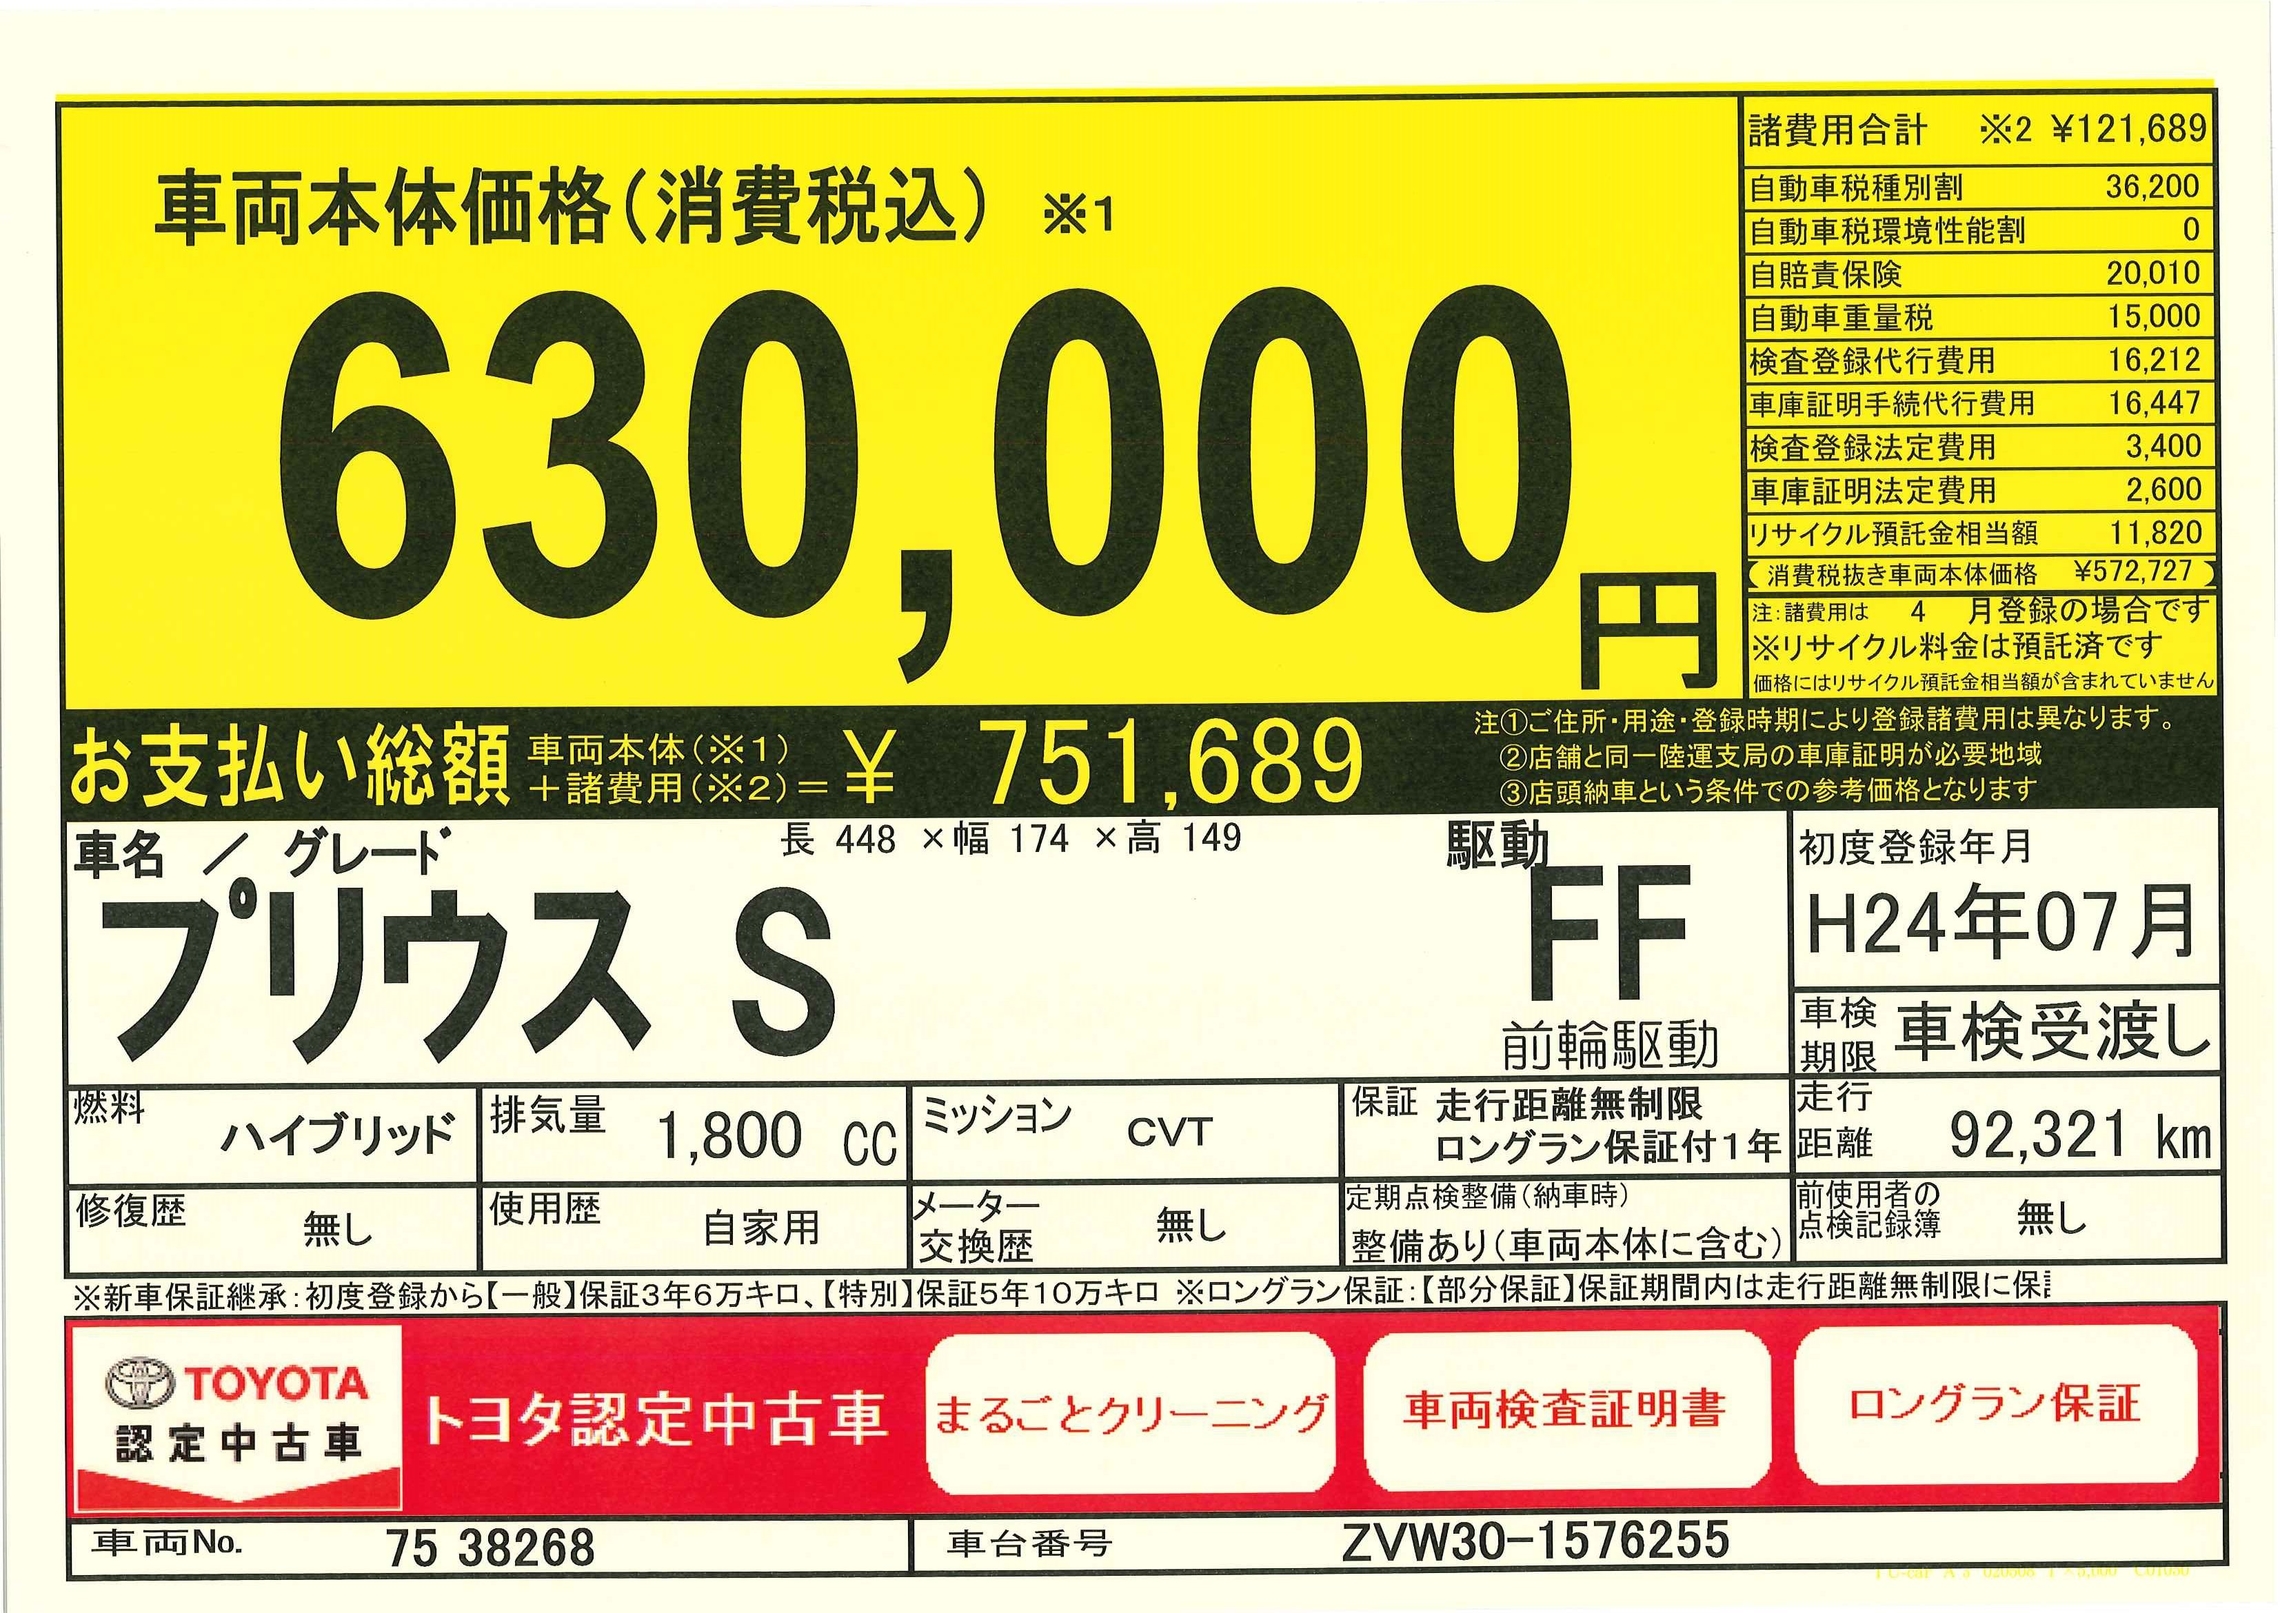 車両本体価格(消費税込) ※1
630,000円
諸費用合計 ※2 ¥121,689
自動車税種別割 36,200
自動車税環境性能割 0
自賠責保険 20,010
自動車重量税 15,000
検査登録代行費用 16,212
車庫証明手続代行費用 16,447
検査登録法定費用 3,400
車庫証明法定費用 2,600
リサイクル預託金相当額 11,820
(消費税抜き車両本体価格 ¥572,727)
注:諸費用は 4 月登録の場合です
※リサイクル料金は預託済です
価格にはリサイクル預託金相当額が含まれていません
お支払い総額 車両本体(※1)
+諸費用(※2)= ¥ 751,689
注①ご住所・用途・登録時期により登録諸費用は異なります。
②店舗と同一陸運支局の車庫証明が必要地域
③店頭納車という条件での参考価格となります
車名 / グレード 長 448 ×幅 174 ×高 149
プリウス S
駆動
FF
前輪駆動
初度登録年月
H24年07月
車検期限 車検受渡し
燃料 ハイブリッド
排気量 1,800 CC
ミッション CVT
保証 走行距離無制限
ロングラン保証付1年
走行距離 92,321 km
修復歴 無し
使用歴 自家用
メーター交換歴 無し
定期点検整備(納車時)
整備あり(車両本体に含む)
前使用者の点検記録簿 無し
※新車保証継承:初度登録から【一般】保証3年6万キロ、【特別】保証5年10万キロ ※ロングラン保証:【部分保証】保証期間内は走行距離無制限に保
TOYOTA
認定中古車
トヨタ認定中古車
まるごとクリーニング
車両検査証明書
ロングラン保証
車両No. 75 38268
車台番号 ZVW30-1576255